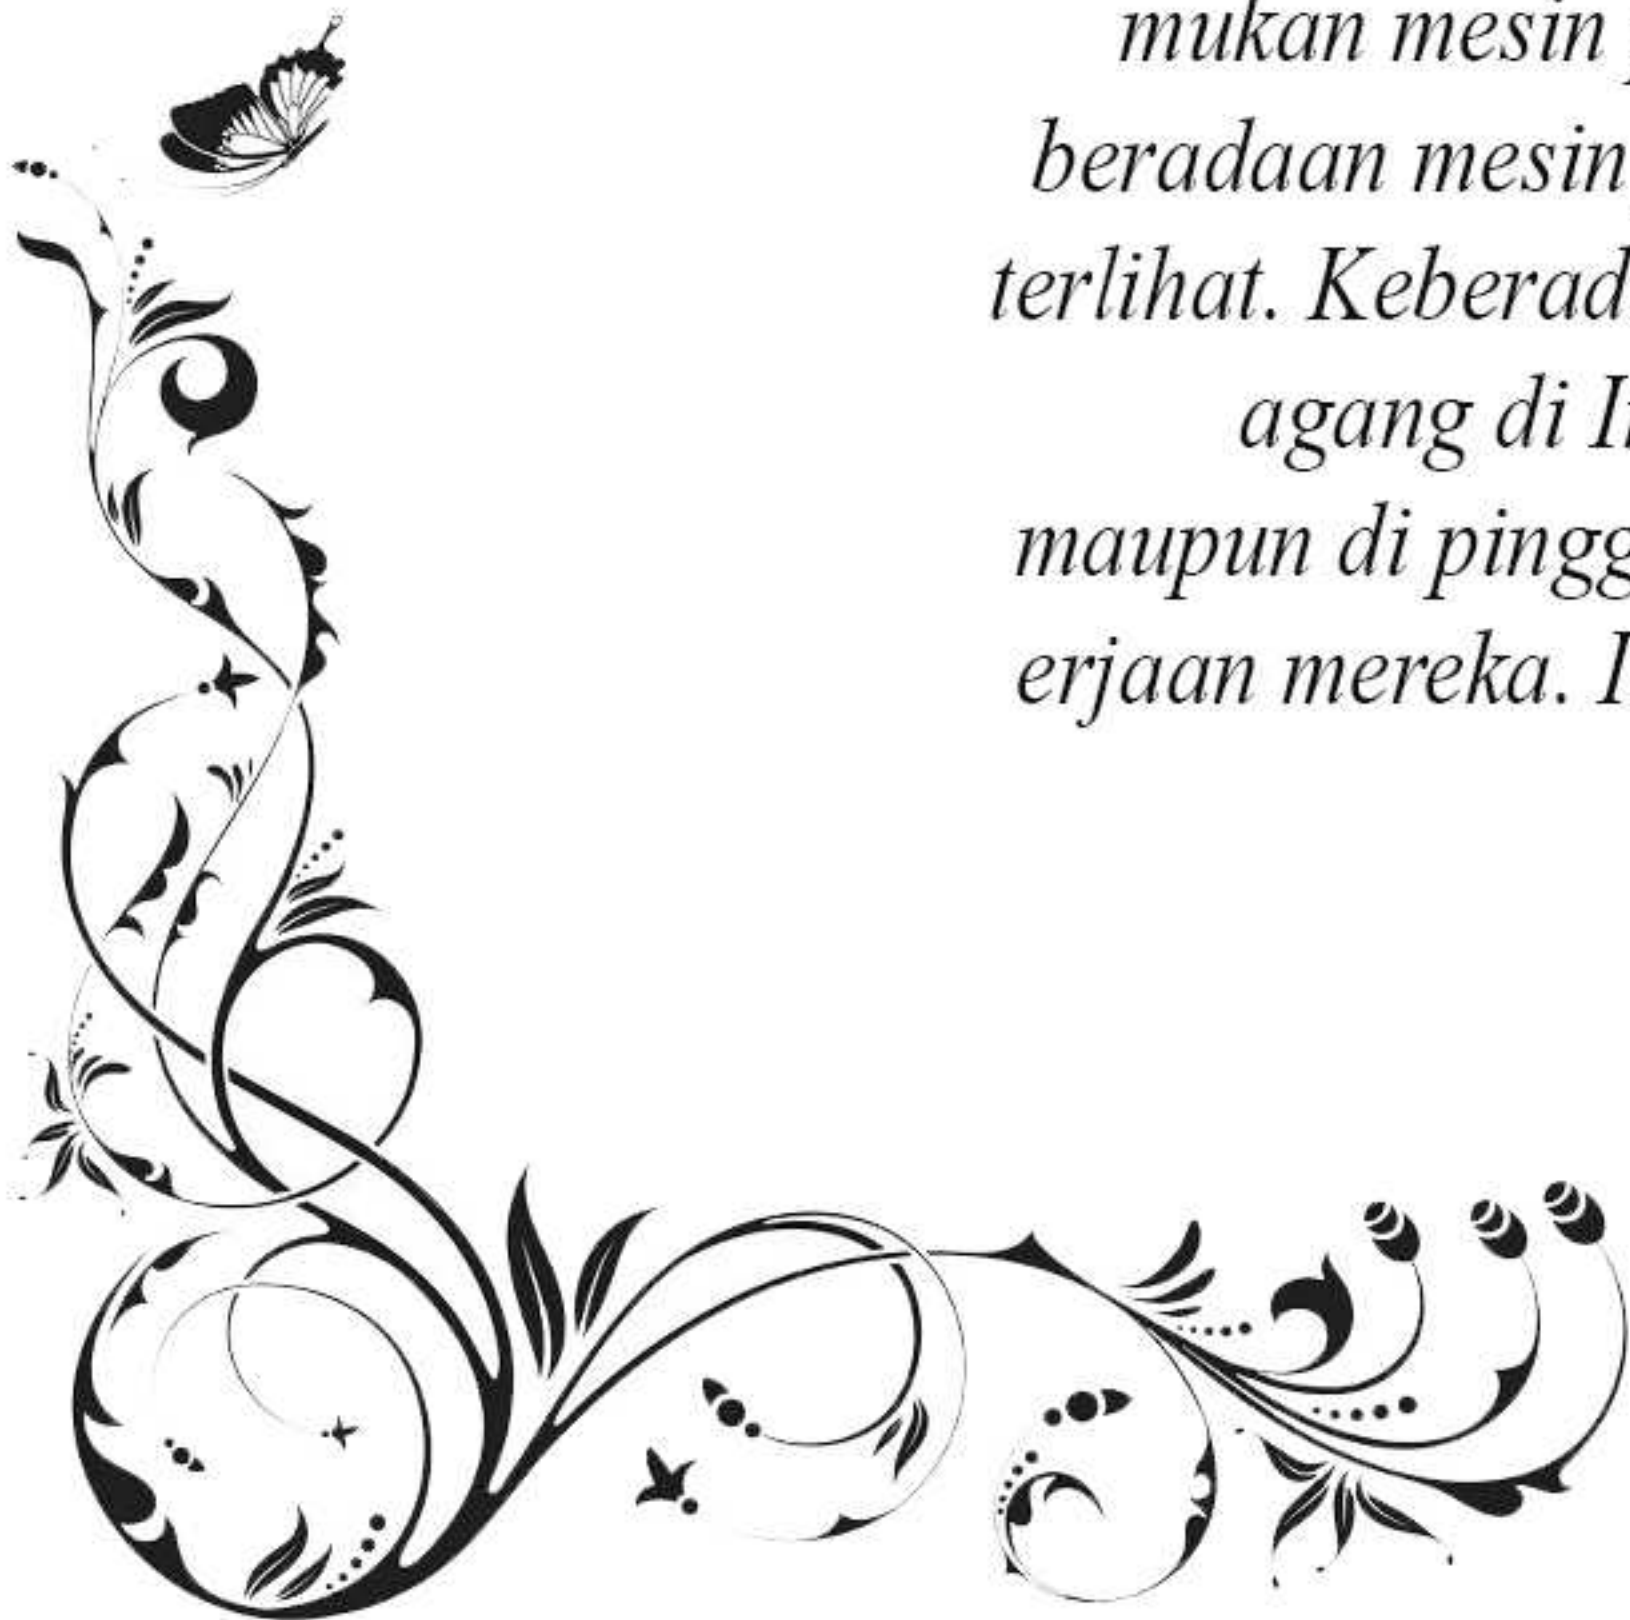 mukan mesin
beradaan mesin
terlihat. Keberad
agang di I
maupun di pingg
erjaan mereka. I